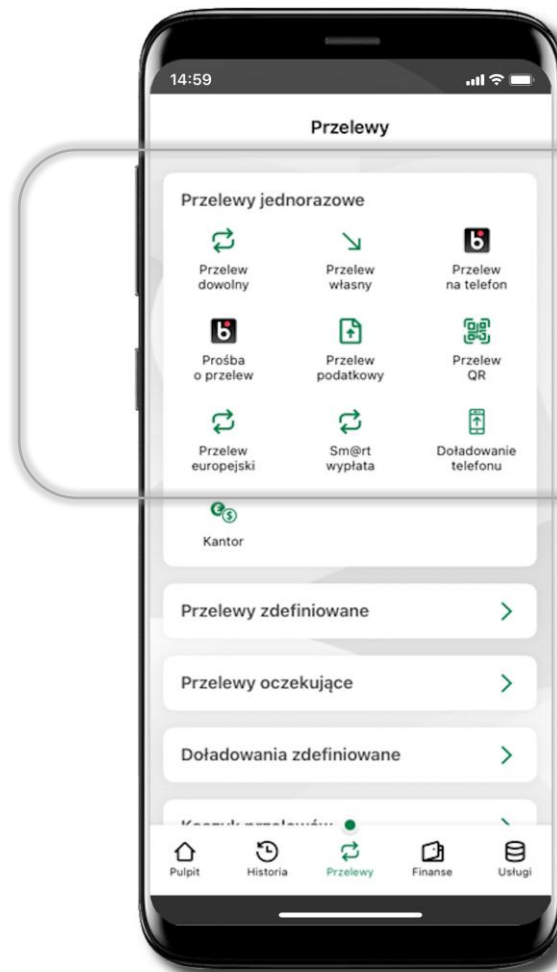 14:59
Przelewy
Przelewy jednorazowe
Przelew
dowolny
Przelew
własny
Przelew
na telefon
Prośba
o przelew
Przelew
podatkowy
Przelew
QR
Przelew
europejski
Sm@rt
wypłata
Doładowanie
telefonu
Kantor
Przelewy zdefiniowane
Przelewy oczekujące
Doładowania zdefiniowane
Pulpit
Historia
Przelewy
Finanse
Usługi